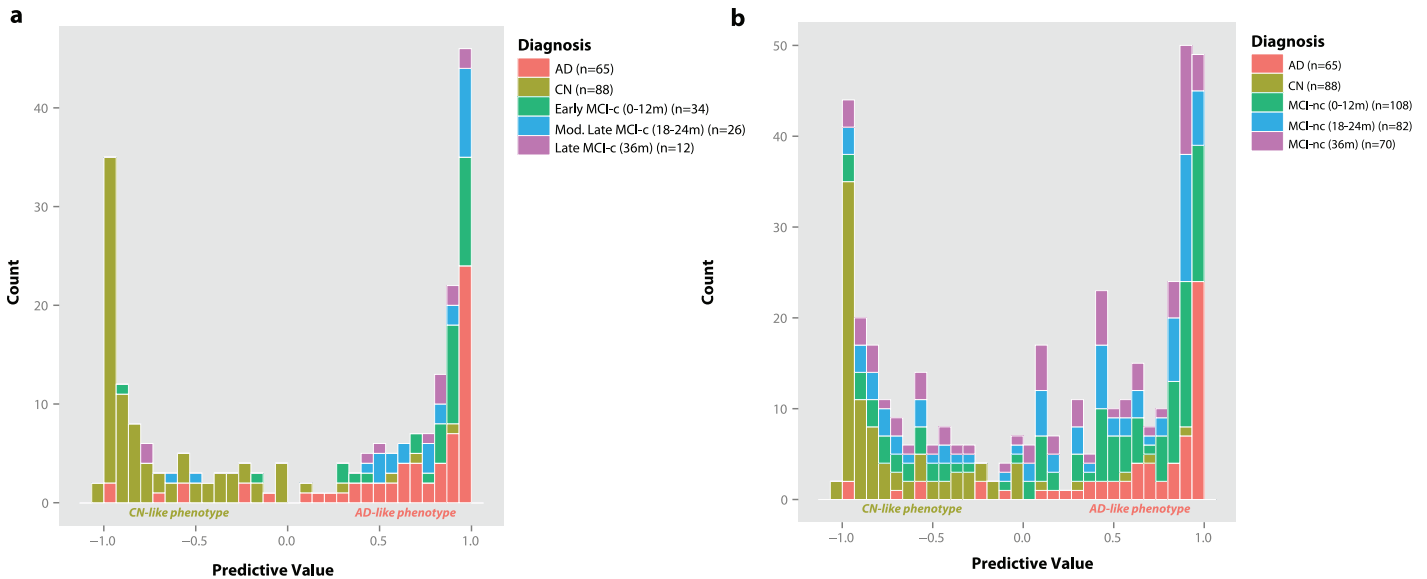 a
Count
40
30
20
10
0
−1.0
−0.5
0.0
0.5
1.0
CN-like phenotype
AD-like phenotype
Predictive Value
Diagnosis
AD (n=65)
CN (n=88)
Early MCI-c (0-12m) (n=34)
Mod. Late MCI-c (18-24m) (n=26)
Late MCI-c (36m) (n=12)
b
Count
50
40
30
20
10
0
−1.0
−0.5
0.0
0.5
1.0
CN-like phenotype
AD-like phenotype
Predictive Value
Diagnosis
AD (n=65)
CN (n=88)
MCI-nc (0-12m) (n=108)
MCI-nc (18-24m) (n=82)
MCI-nc (36m) (n=70)